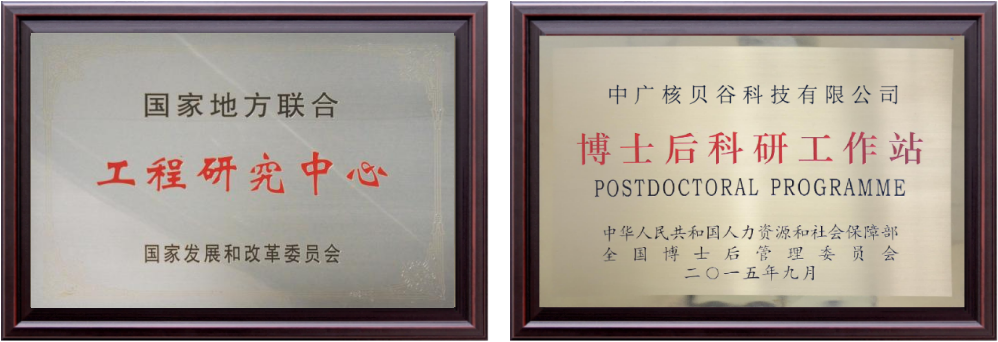 国家地方联合
工程研究中心
国家发展和改革委员会
中广核贝谷科技有限公司
博士后科研工作站
POSTDOCTORAL PROGRAMME
中华人民共和国人力资源和社会保障部
全国博士后管理委员会
二〇一五年九月